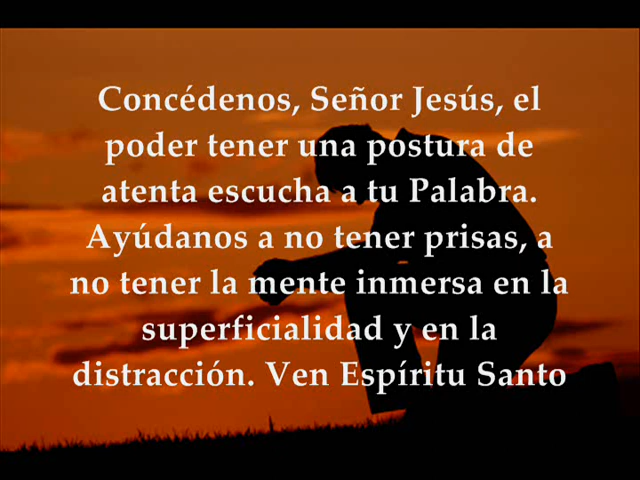 Concédenos, Señor Jesús, el
poder tener una postura de
atenta escucha a tu Palabra.
Ayúdanos a no tener prisas, a
no tener la mente inmersa en la
superficialidad y en la
distracción. Ven Espíritu Santo